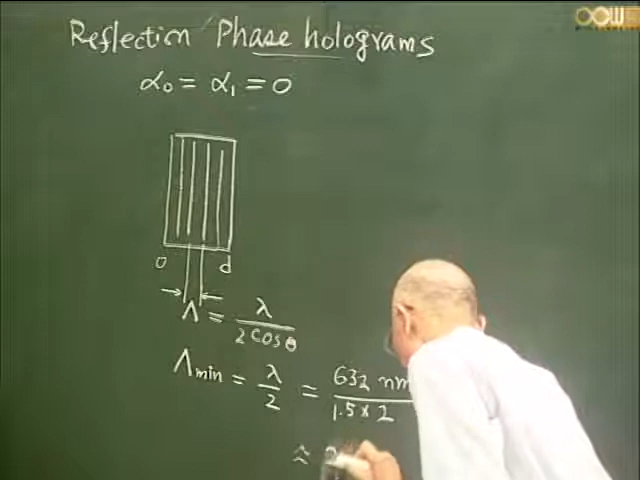 Reflection Phase holograms
α₀ = α₁ = 0
0 d
Λ = λ / 2 cos θ
Λmin = λ / 2 = 632 nm / 1.5 × 2
≈